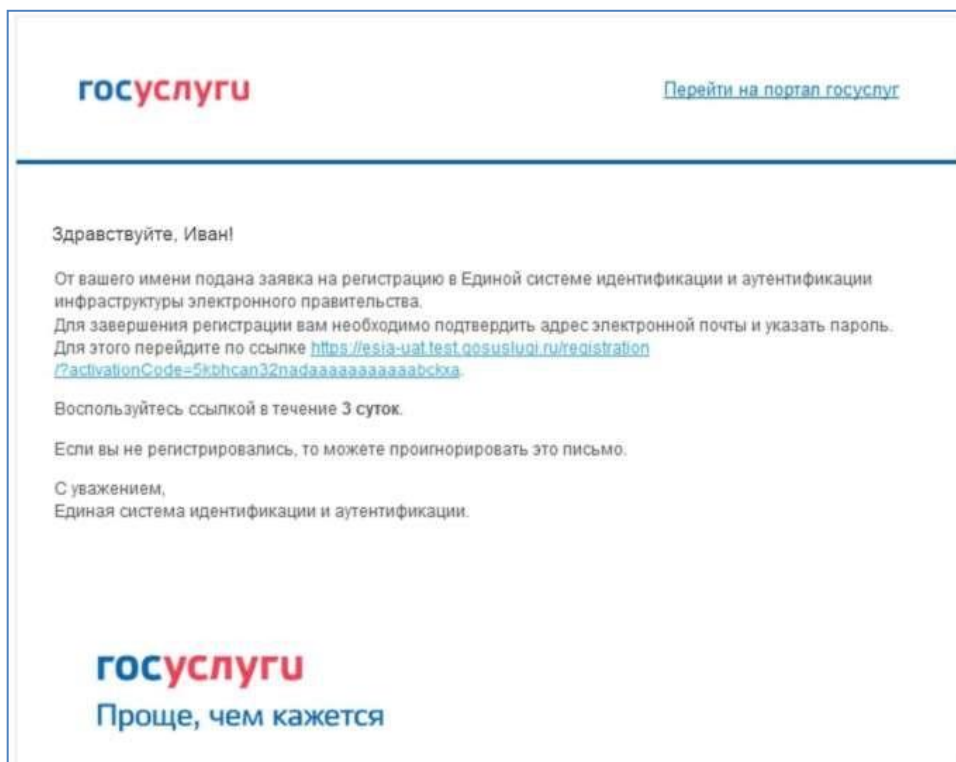 госуслуги
Перейти на портал госуслуг
Здравствуйте, Иван!
От вашего имени подана заявка на регистрацию в Единой системе идентификации и аутентификации
инфраструктуры электронного правительства.
Для завершения регистрации вам необходимо подтвердить адрес электронной почты и указать пароль.
Для этого перейдите по ссылке https://esia-uat.test.gosuslugi.ru/registration
/?activationCode=5kbhcan32nadaaaaaaaaaaabckxa.
Воспользуйтесь ссылкой в течение 3 суток.
Если вы не регистрировались, то можете проигнорировать это письмо.
С уважением,
Единая система идентификации и аутентификации.
госуслуги
Проще, чем кажется